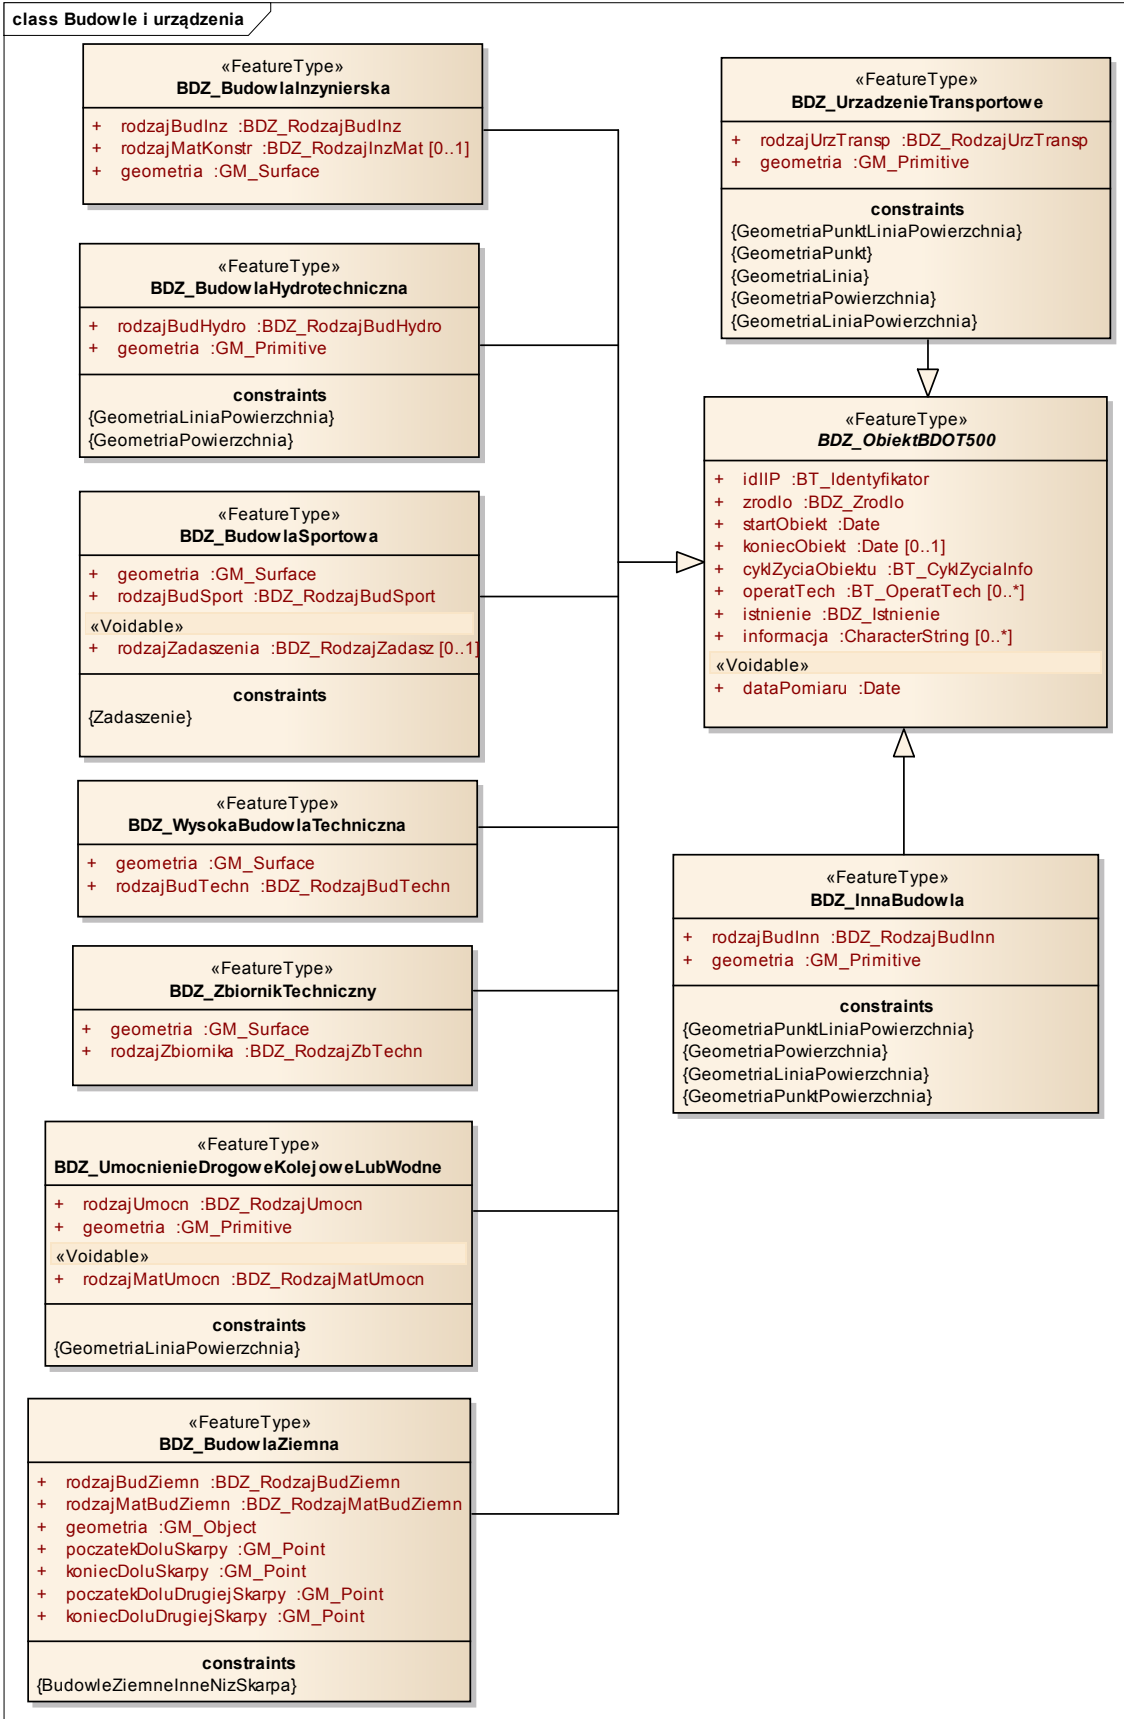 class Budowle i urządzenia
«FeatureType»
BDZ_BudowlaInzynierska
+ rodzajBudInz :BDZ_RodzajBudInz
+ rodzajMatKonstr :BDZ_RodzajInzMat [0..1]
+ geometria :GM_Surface
«FeatureType»
BDZ_BudowlaHydrotechniczna
+ rodzajBudHydro :BDZ_RodzajBudHydro
+ geometria :GM_Primitive
constraints
{GeometriaLiniaPowierzchnia}
{GeometriaPowierzchnia}
«FeatureType»
BDZ_BudowlaSportowa
+ geometria :GM_Surface
+ rodzajBudSport :BDZ_RodzajBudSport
«Voidable»
+ rodzajZadaszenia :BDZ_RodzajZadasz [0..1]
constraints
{Zadaszenie}
«FeatureType»
BDZ_WysokaBudowlaTechniczna
+ geometria :GM_Surface
+ rodzajBudTechn :BDZ_RodzajBudTechn
«FeatureType»
BDZ_ZbiornikTechniczny
+ geometria :GM_Surface
+ rodzajZbiornika :BDZ_RodzajZbTechn
«FeatureType»
BDZ_UmocnienieDrogoweKolejoweLubWodne
+ rodzajUmocn :BDZ_RodzajUmocn
+ geometria :GM_Primitive
«Voidable»
+ rodzajMatUmocn :BDZ_RodzajMatUmocn
constraints
{GeometriaLiniaPowierzchnia}
«FeatureType»
BDZ_BudowlaZiemna
+ rodzajBudZiemn :BDZ_RodzajBudZiemn
+ rodzajMatBudZiemn :BDZ_RodzajMatBudZiemn
+ geometria :GM_Object
+ poczatekDoluSkarpy :GM_Point
+ koniecDoluSkarpy :GM_Point
+ poczatekDoluDrugiejSkarpy :GM_Point
+ koniecDoluDrugiejSkarpy :GM_Point
constraints
{BudowleZiemneInneNizSkarpa}
«FeatureType»
BDZ_UrzadzenieTransportowe
+ rodzajUrzTransp :BDZ_RodzajUrzTransp
+ geometria :GM_Primitive
constraints
{GeometriaPunktLiniaPowierzchnia}
{GeometriaPunkt}
{GeometriaLinia}
{GeometriaPowierzchnia}
{GeometriaLiniaPowierzchnia}
«FeatureType»
BDZ_ObiektBDOT500
+ idIIP :BT_Identyfikator
+ zrodlo :BDZ_Zrodlo
+ startObiekt :Date
+ koniecObiekt :Date [0..1]
+ cyklZyciaObiektu :BT_CyklZyciaInfo
+ operatTech :BT_OperatTech [0..*]
+ istnienie :BDZ_Istnienie
+ informacja :CharacterString [0..*]
«Voidable»
+ dataPomiaru :Date
«FeatureType»
BDZ_InnaBudowla
+ rodzajBudInn :BDZ_RodzajBudInn
+ geometria :GM_Primitive
constraints
{GeometriaPunktLiniaPowierzchnia}
{GeometriaPowierzchnia}
{GeometriaLiniaPowierzchnia}
{GeometriaPunktPowierzchnia}